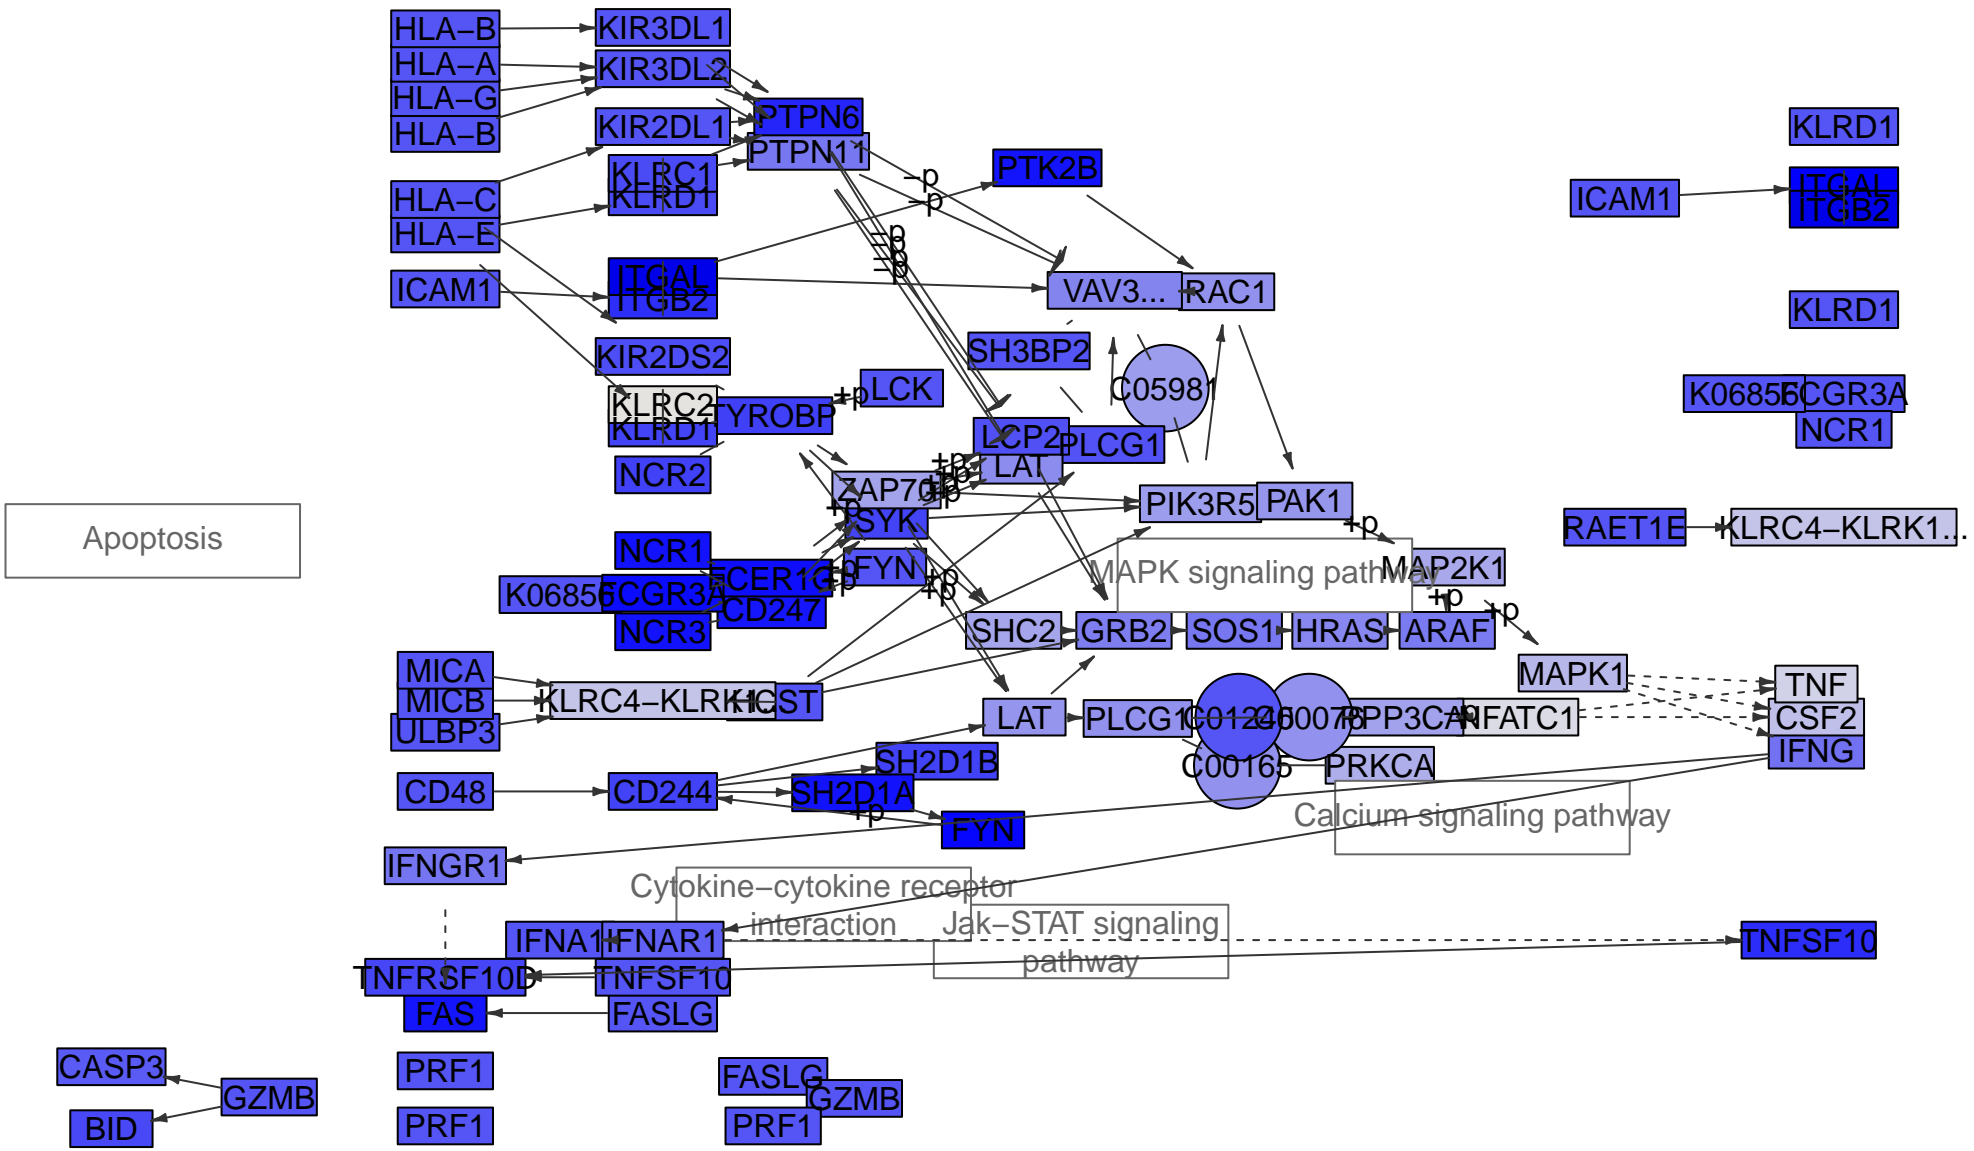 HLA−B
KIR3DL1
HLA−A
KIR3DL2
HLA−G
PTPN6
HLA−B
KIR2DL1
KLRD1
PTPN11
PTK2B
KLRC1
KLRD1
−p
−p
ICAM1
ITGAL
ITGB2
HLA−C
HLA−E
−p
−p
−p
−p
ICAM1
ITGAL
ITGB2
VAV3...
RAC1
KLRD1
KIR2DS2
SH3BP2
C05981
LCK
+p
KLRC2
KLRD1
TYROBP
K06856
FCGR3A
NCR1
LCP2
PLCG1
LAT
NCR2
+p
+p
+p
+p
ZAP70
SYK
+p
PIK3R5
PAK1
+p
RAET1E
KLRC4−KLRK1...
Apoptosis
NCR1
FYN
MAPK signaling pathway
MAP2K1
FCER1G
+p
+p
+p
+p
K06856
FCGR3A
CD247
+p
+p
NCR3
SHC2
GRB2
SOS1
HRAS
ARAF
MICA
MICB
ULBP3
KLRC4−KLRK1...
HCST
MAPK1
TNF
CSF2
IFNG
LAT
PLCG1
C01245
C00076
PPP3CA
NFATC1
C00165
PRKCA
SH2D1B
CD48
CD244
SH2D1A
+p
FYN
Calcium signaling pathway
IFNGR1
Cytokine−cytokine receptor
interaction
Jak−STAT signaling
pathway
IFNA1
IFNAR1
TNFSF10
TNFRSF10D
TNFSF10
FAS
FASLG
CASP3
PRF1
FASLG
GZMB
GZMB
BID
PRF1
PRF1